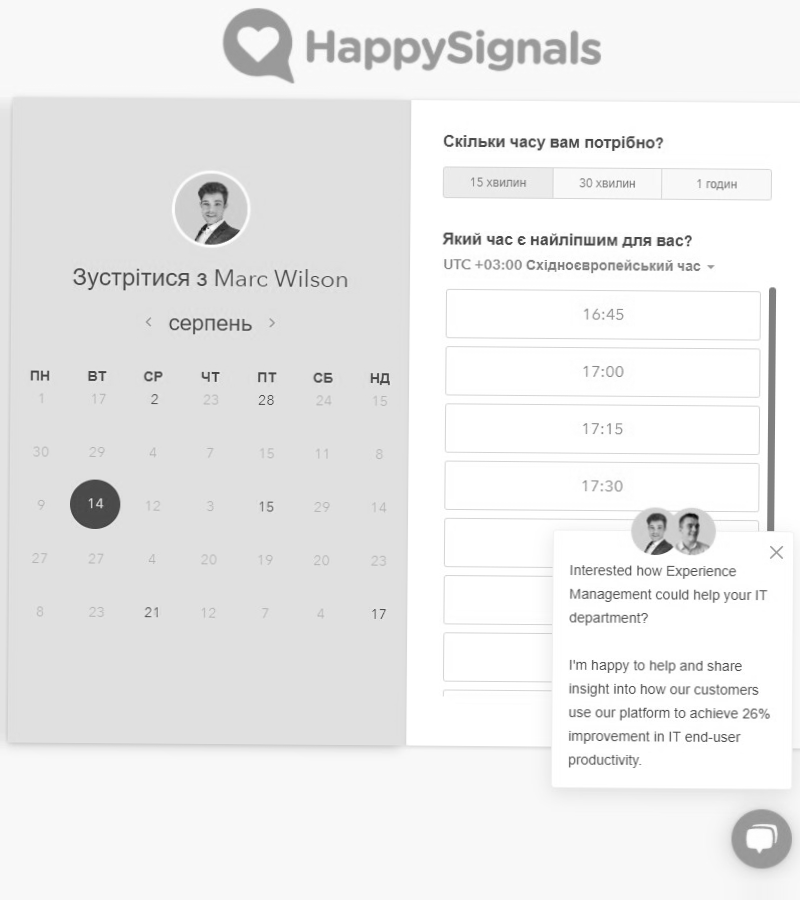 HappySignals
Зустрітися з Marc Wilson
серпень
ПН ВТ СР ЧТ ПТ СБ НД
1 17 2 23 28 24 15
30 29 4 7 15 11 8
9 14 12 3 15 29 14
27 27 4 20 19 20 23
8 23 21 12 7 4 17
Скільки часу вам потрібно?
15 хвилин 30 хвилин 1 годин
Який час є найліпшим для вас?
UTC +03:00 Східноєвропейський час
16:45
17:00
17:15
17:30
Interested how Experience
Management could help your IT
department?
I'm happy to help and share
insight into how our customers
use our platform to achieve 26%
improvement in IT end-user
productivity.